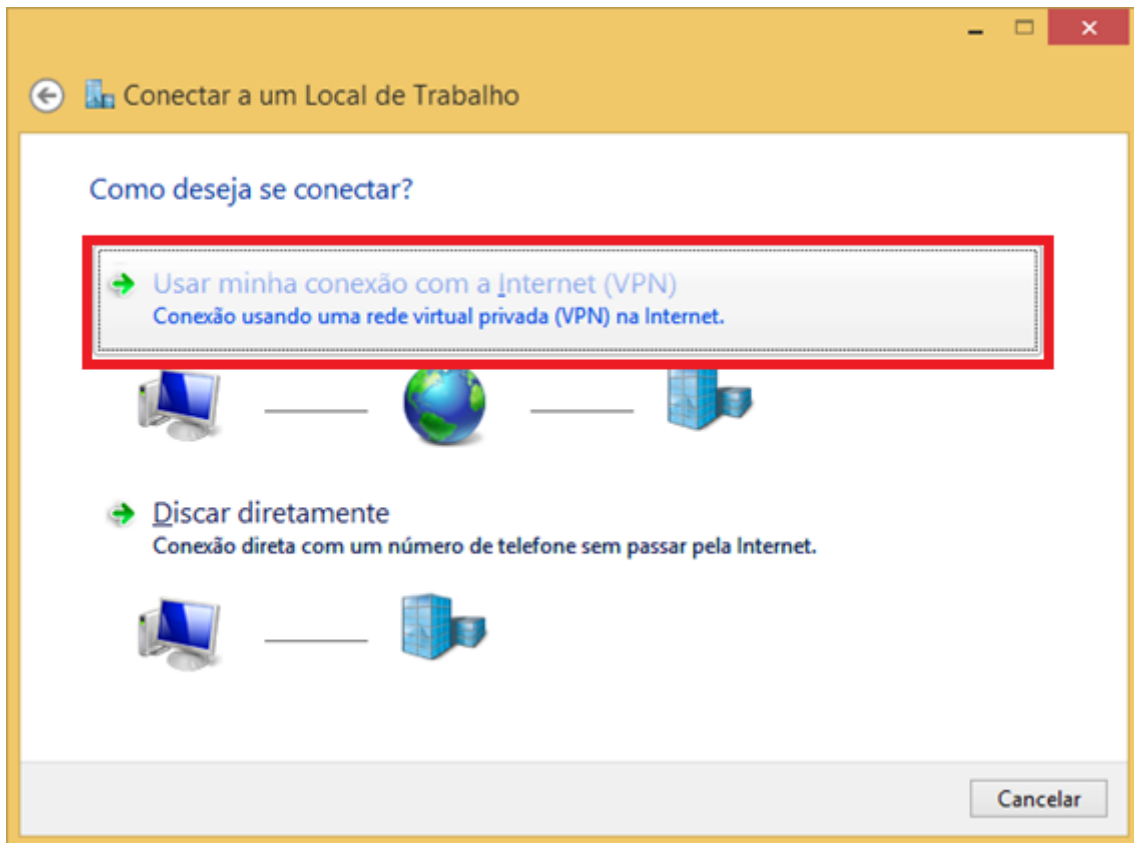 Conectar a um Local de Trabalho
Como deseja se conectar?
Usar minha conexão com a Internet (VPN)
Conexão usando uma rede virtual privada (VPN) na Internet.
Discar diretamente
Conexão direta com um número de telefone sem passar pela Internet.
Cancelar